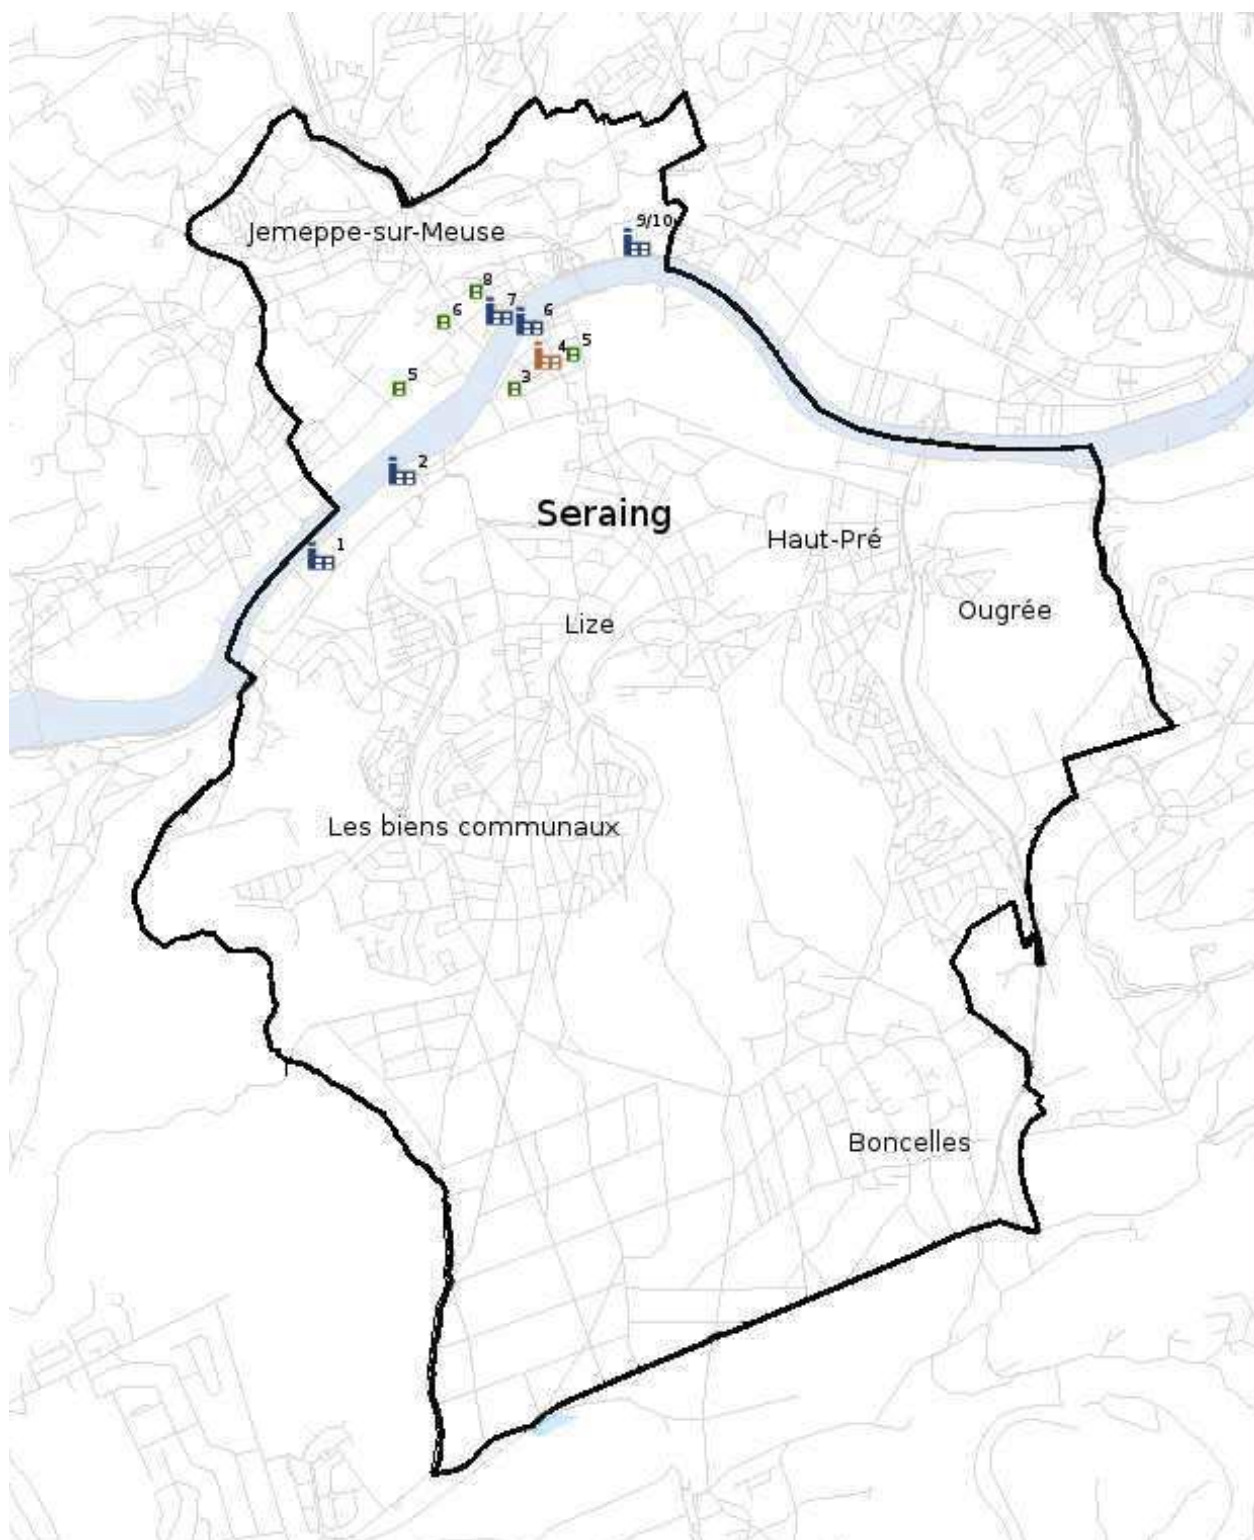 9/10
Jemeppe-sur-Meuse
8
7
6
6
4
5
5
3
2
Seraing
Haut-Pré
1
Ougrée
Lize
Les biens communaux
Boncelles